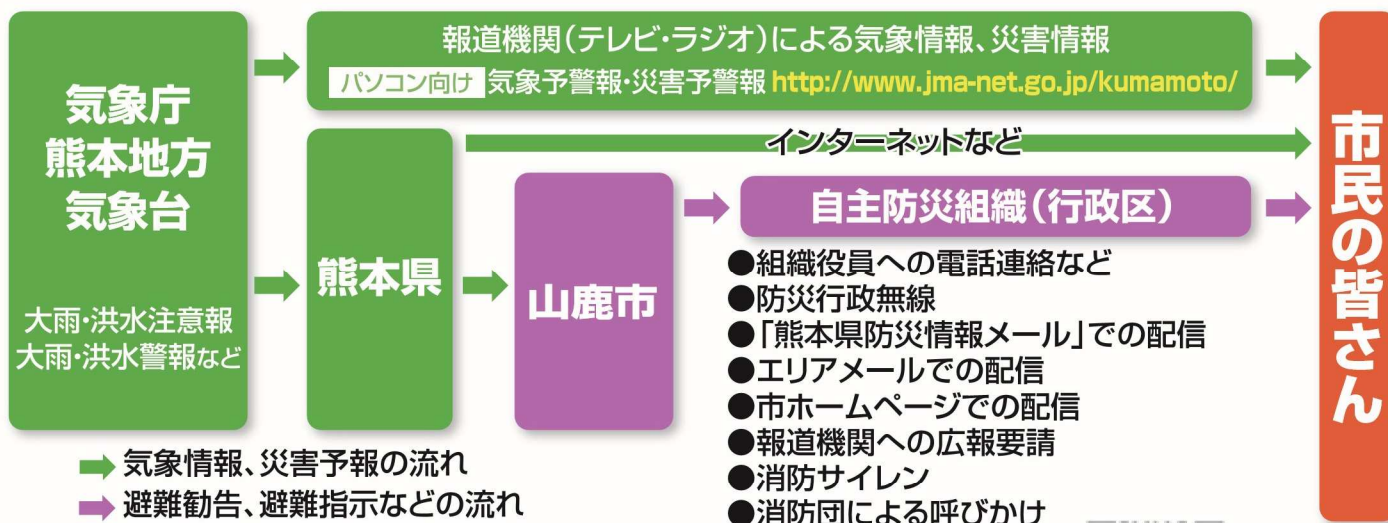 気象庁
熊本地方
気象台
大雨・洪水注意報
大雨・洪水警報など
報道機関(テレビ・ラジオ)による気象情報、災害情報
パソコン向け 気象予警報・災害予警報 http://www.jma-net.go.jp/kumamoto/
インターネットなど
熊本県
山鹿市
自主防災組織(行政区)
●組織役員への電話連絡など
●防災行政無線
●「熊本県防災情報メール」での配信
●エリアメールでの配信
●市ホームページでの配信
●報道機関への広報要請
●消防サイレン
●消防団による呼びかけ
市民の皆さん
気象情報、災害予報の流れ
避難勧告、避難指示などの流れ